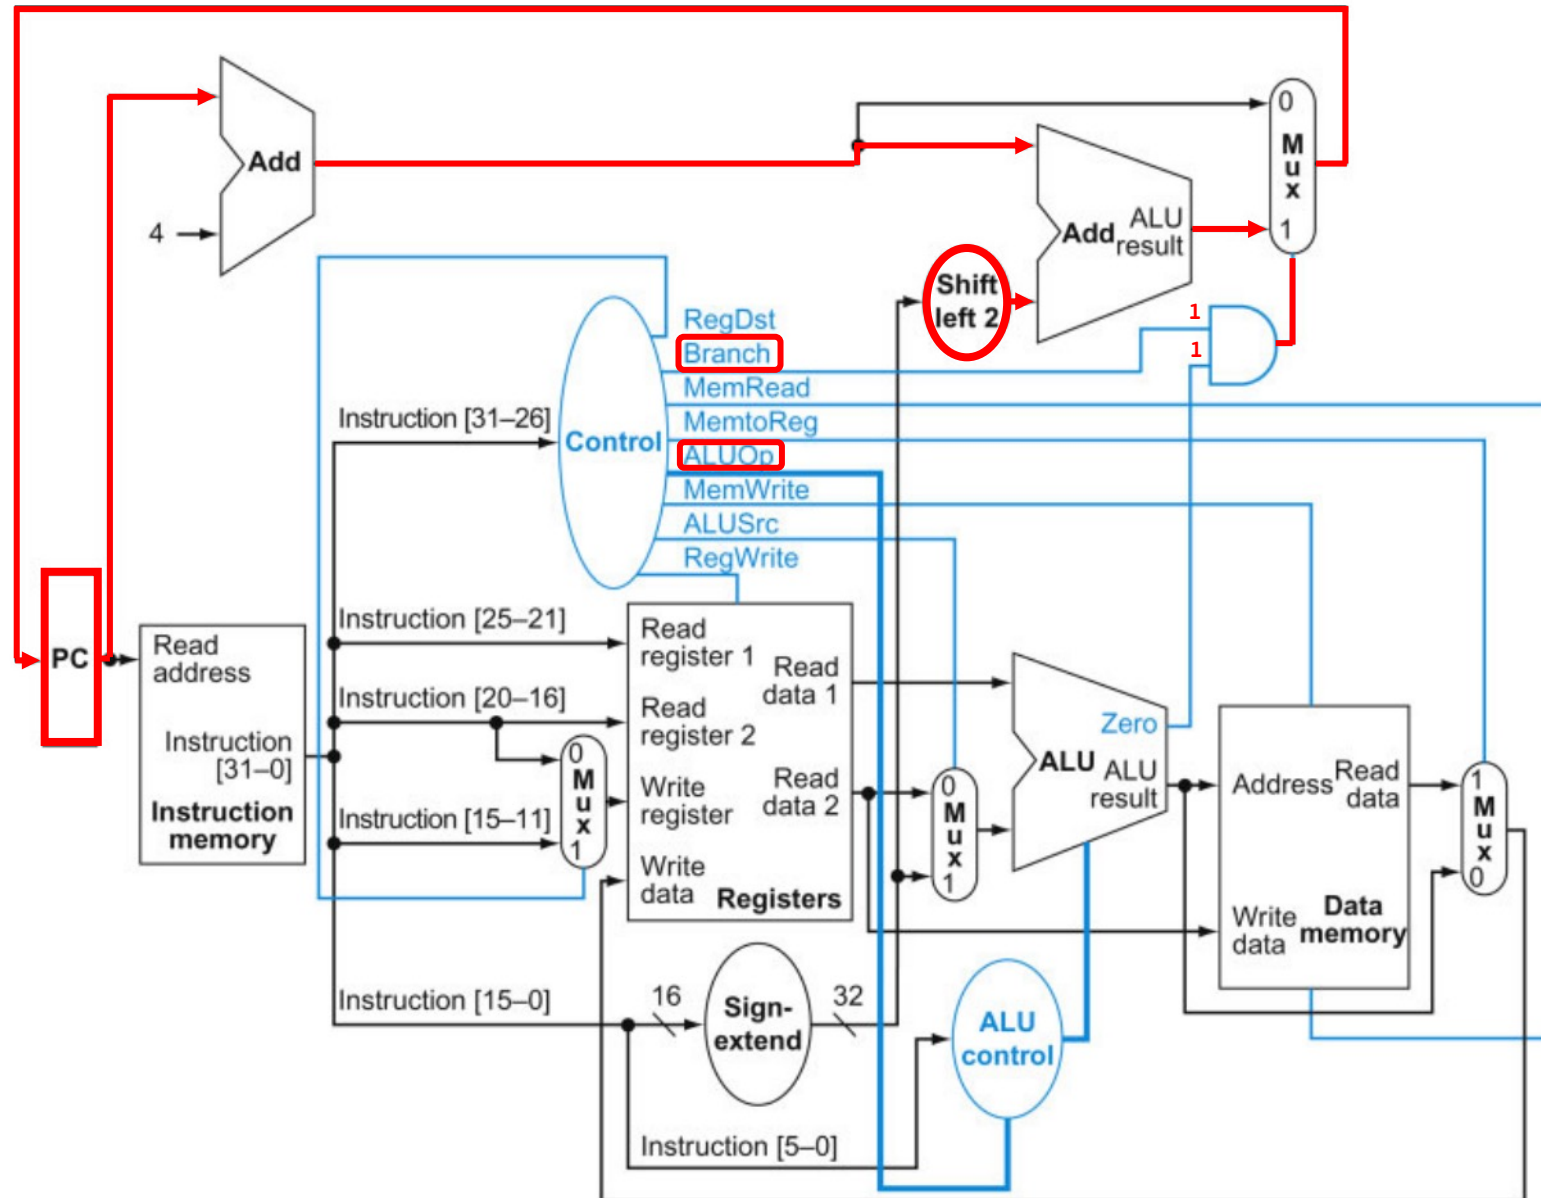 0
M
u
x
1
Add
ALU
Add result
4
Shift
left 2
1
1
RegDst
Branch
MemRead
MemtoReg
ALUOp
MemWrite
ALUSrc
RegWrite
Instruction [31–26]
Control
PC
Read
address
Instruction
[31–0]
Instruction
memory
Instruction [25–21]
Instruction [20–16]
Instruction [15–11]
0
M
u
x
1
Read
register 1
Read
register 2
Write
register
Write
data
Read
data 1
Read
data 2
Registers
0
M
u
x
1
Zero
ALU
ALU
result
Address
Read
data
Write
data
Data
memory
1
M
u
x
0
Instruction [15–0]
16
Sign-
extend
32
ALU
control
Instruction [5–0]